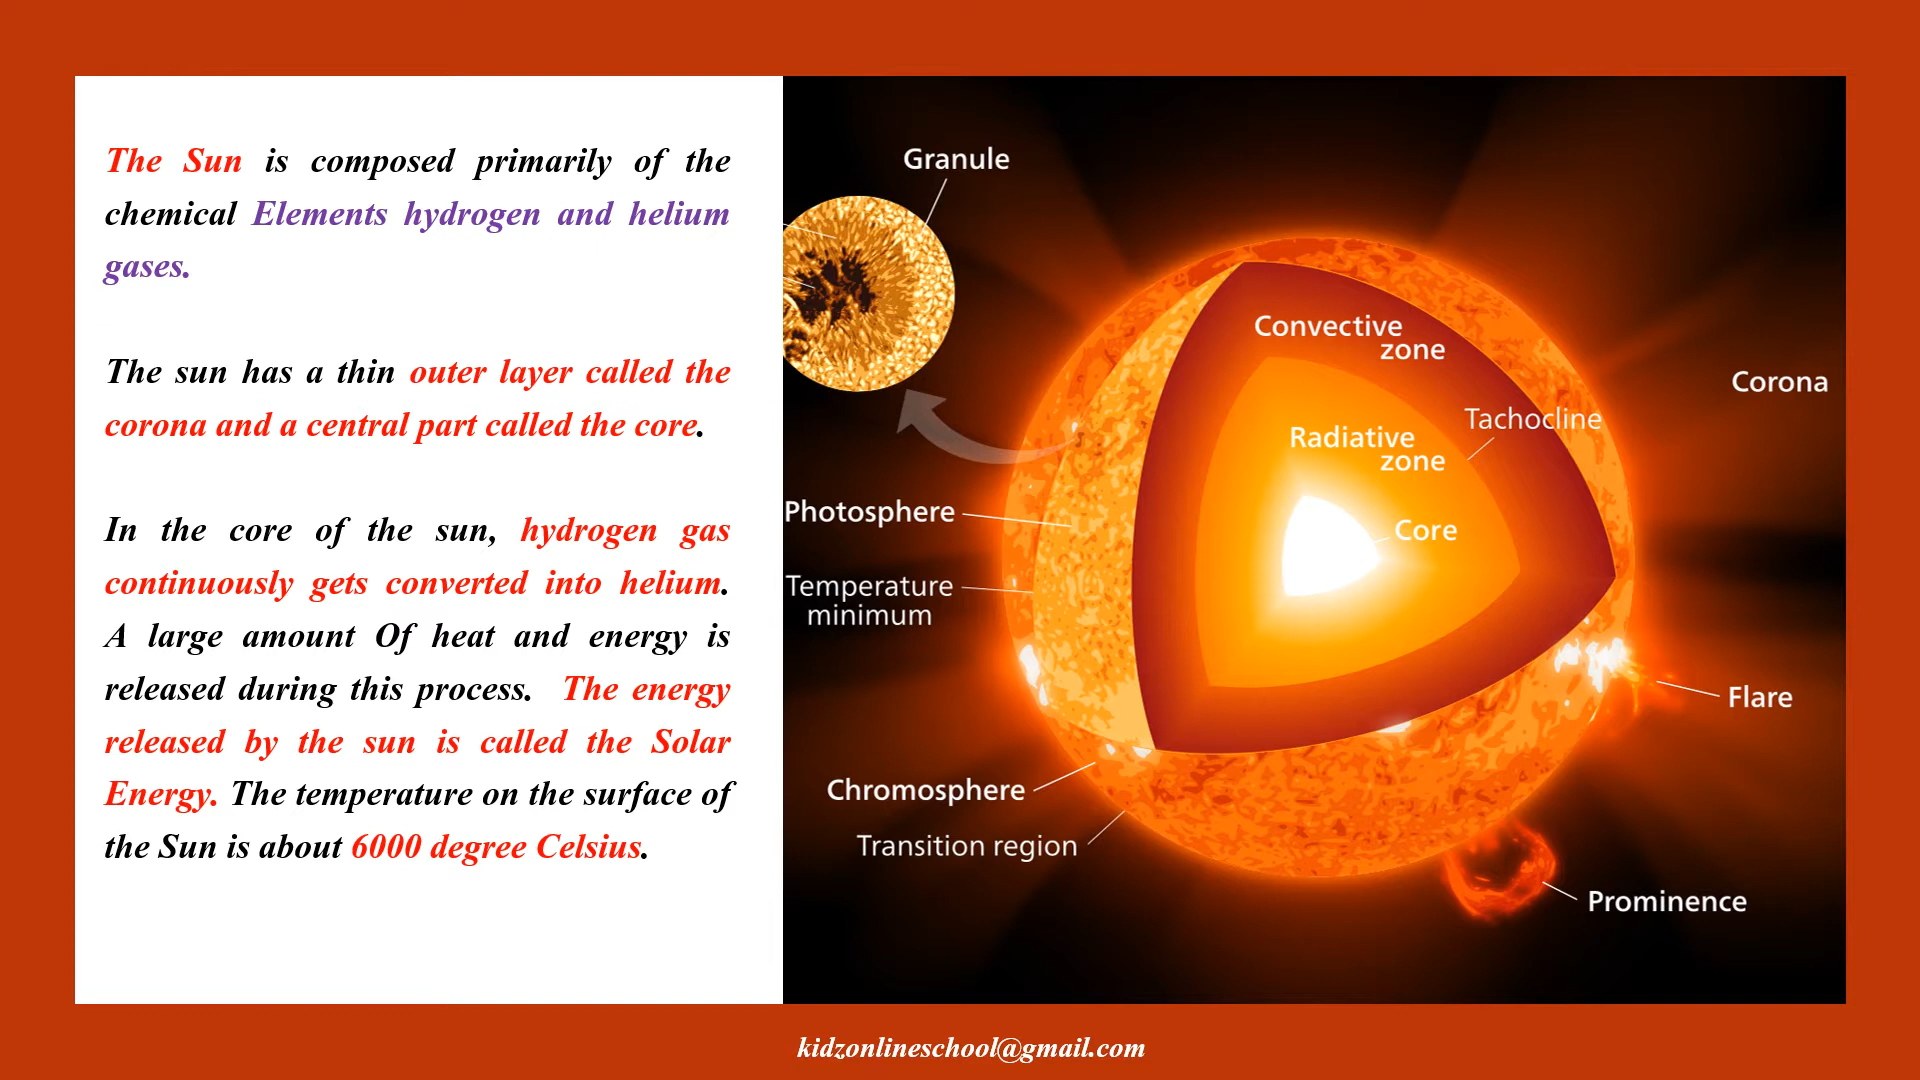 The Sun is composed primarily of the
chemical Elements hydrogen and helium
gases.
The sun has a thin outer layer called the
corona and a central part called the core.
In the core of the sun, hydrogen gas
continuously gets converted into helium.
A large amount Of heat and energy is
released during this process. The energy
released by the sun is called the Solar
Energy. The temperature on the surface of
the Sun is about 6000 degree Celsius.
Granule
Convective
zone
Corona
Tachocline
Radiative
zone
Photosphere
Core
Temperature
minimum
Flare
Chromosphere
Transition region
Prominence
kidzonlineschool@gmail.com